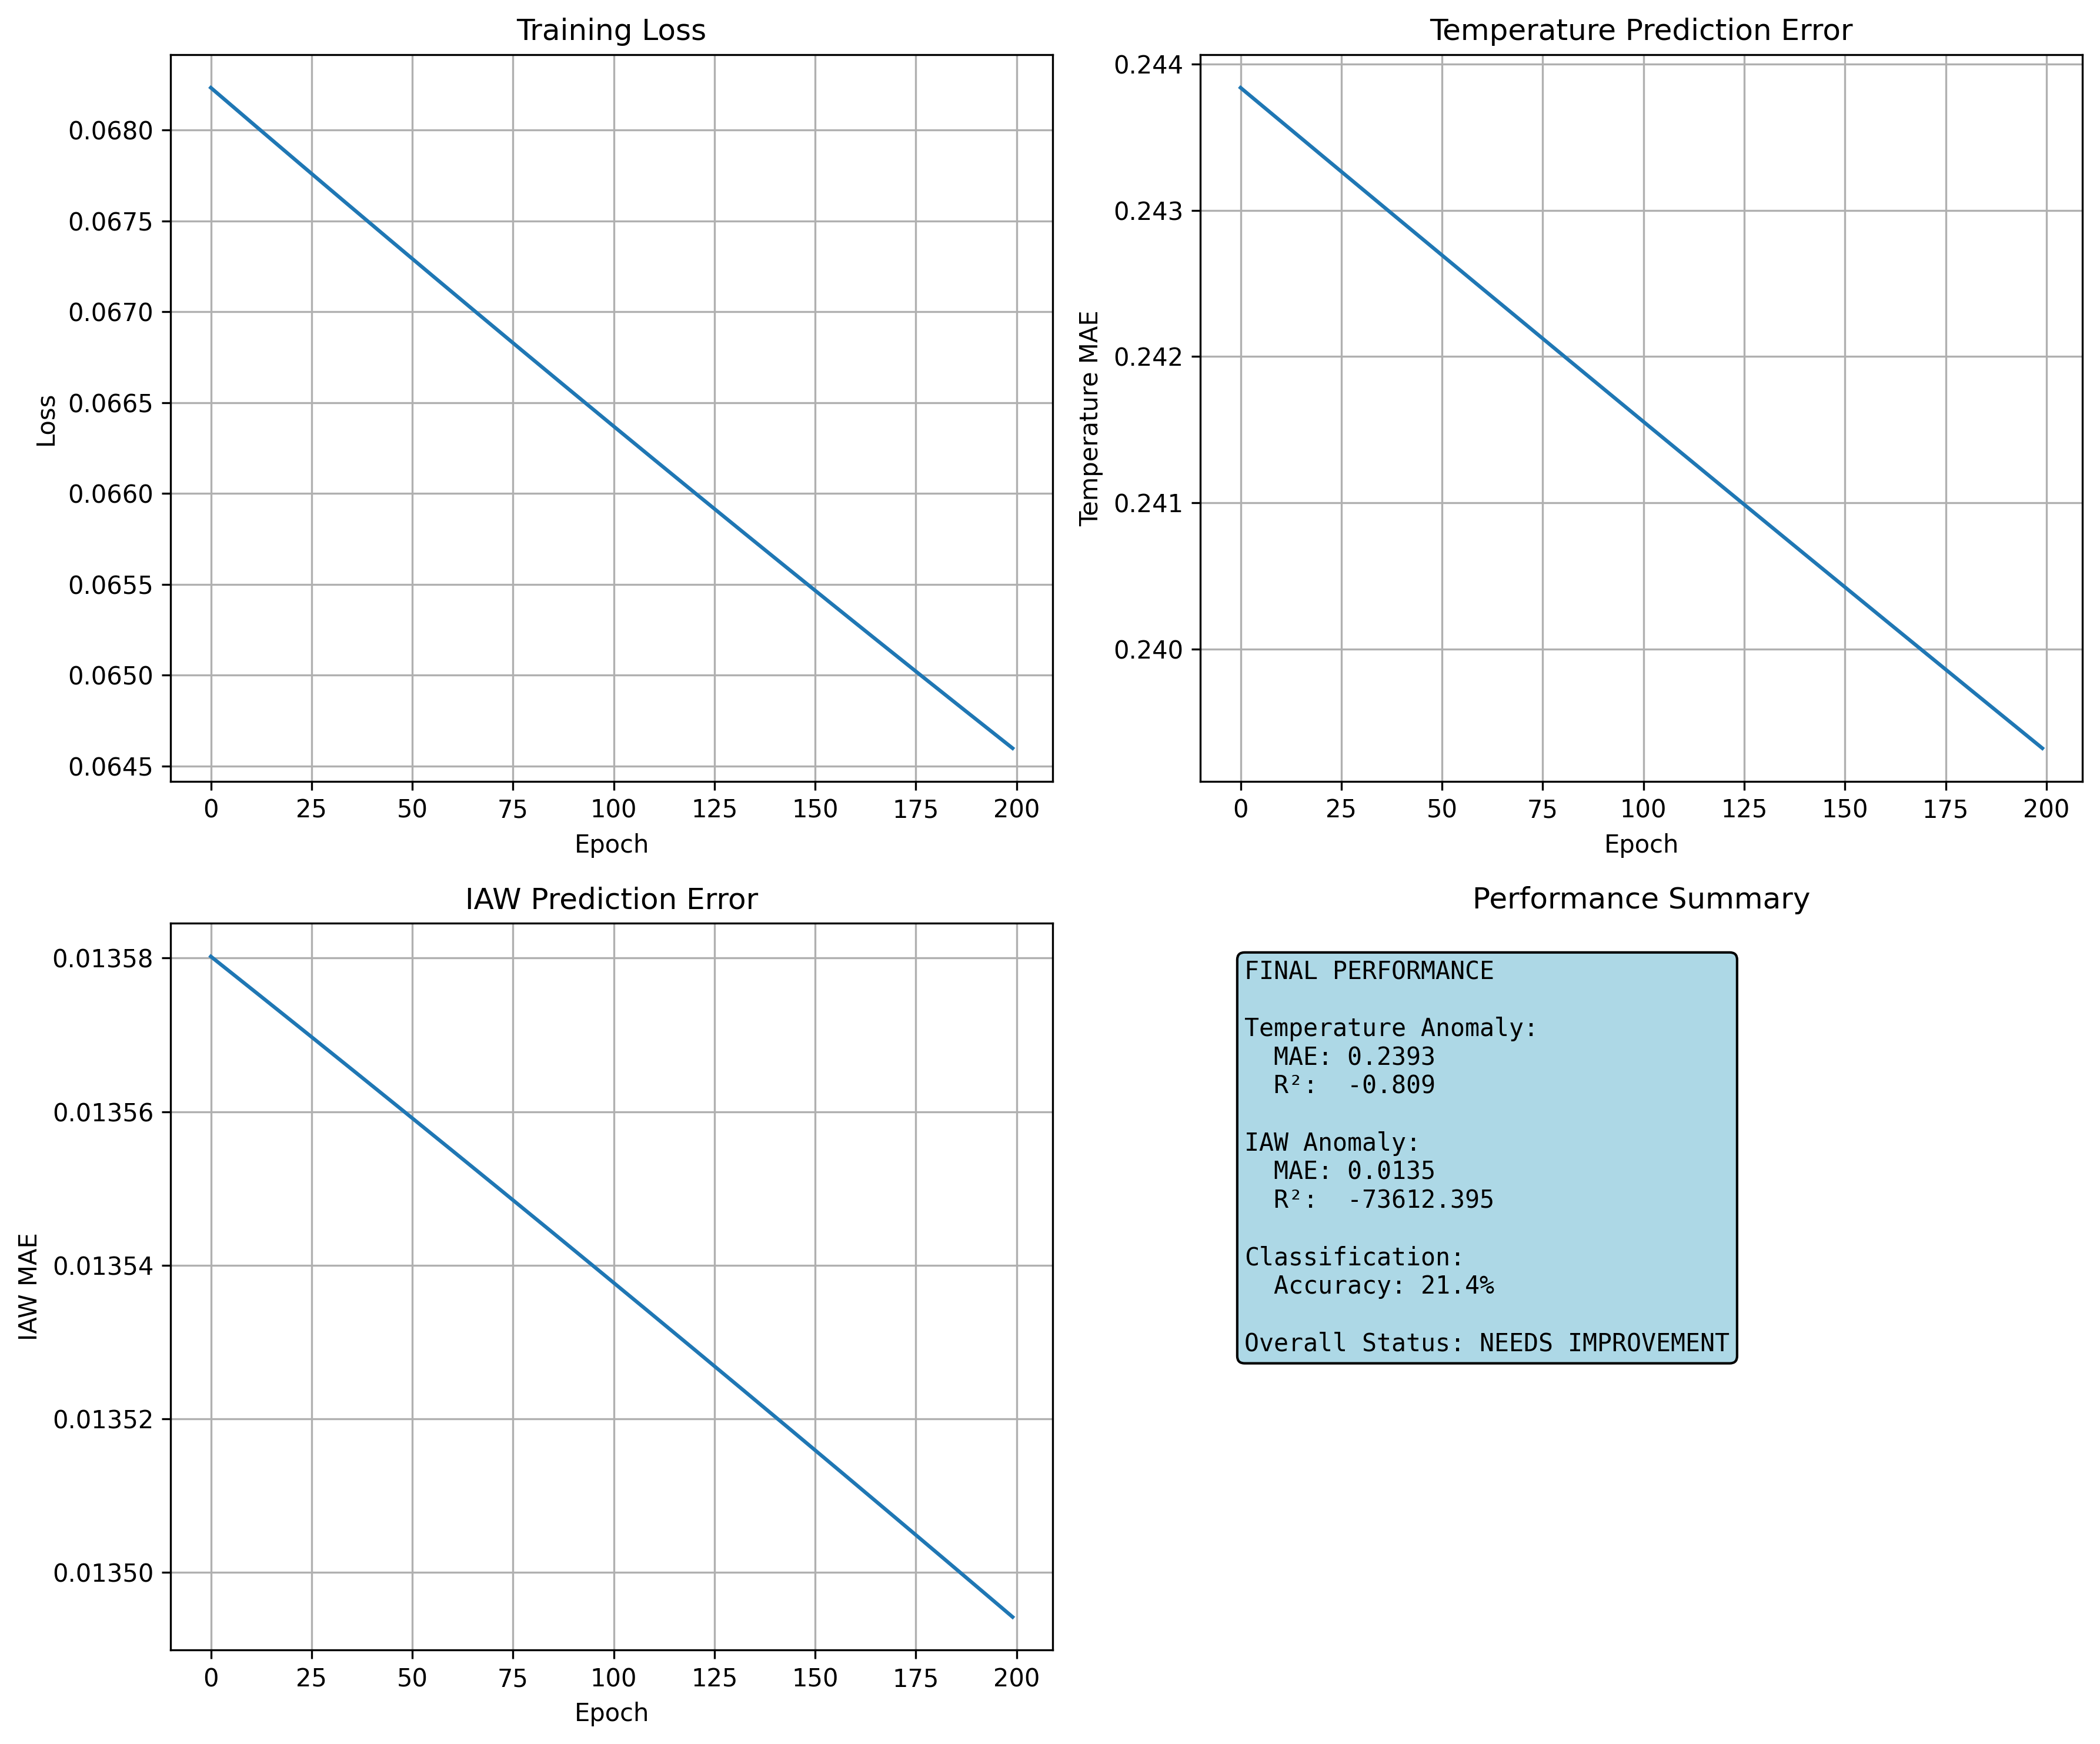 Training Loss
0.0680
0.0675
0.0670
0.0665
0.0660
0.0655
0.0650
0.0645
Loss
0 25 50 75 100 125 150 175 200
Epoch
Temperature Prediction Error
0.244
0.243
0.242
0.241
0.240
Temperature MAE
0 25 50 75 100 125 150 175 200
Epoch
IAW Prediction Error
0.01358
0.01356
0.01354
0.01352
0.01350
IAW MAE
0 25 50 75 100 125 150 175 200
Epoch
Performance Summary
FINAL PERFORMANCE
Temperature Anomaly:
MAE: 0.2393
R²: -0.809
IAW Anomaly:
MAE: 0.0135
R²: -73612.395
Classification:
Accuracy: 21.4%
Overall Status: NEEDS IMPROVEMENT